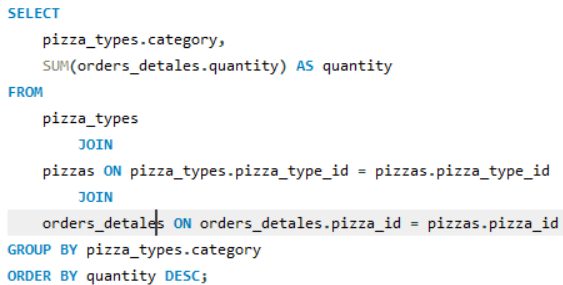 SELECT
pizza_types.category,
SUM(orders_detales.quantity) AS quantity
FROM
pizza_types
JOIN
pizzas ON pizza_types.pizza_type_id = pizzas.pizza_type_id
JOIN
orders_detales ON orders_detales.pizza_id = pizzas.pizza_id
GROUP BY pizza_types.category
ORDER BY quantity DESC;